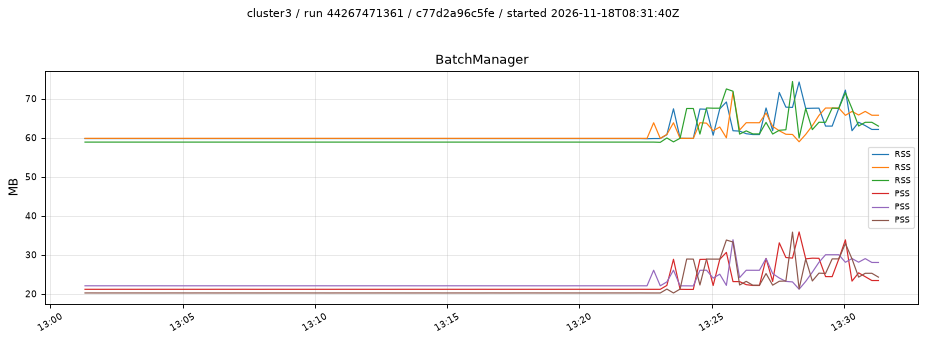 cluster3 / run 44267471361 / c77d2a96c5fe / started 2026-11-18T08:31:40Z
BatchManager
MB
70
60
50
40
30
20
RSS
RSS
RSS
PSS
PSS
PSS
13:00
13:05
13:10
13:15
13:20
13:25
13:30